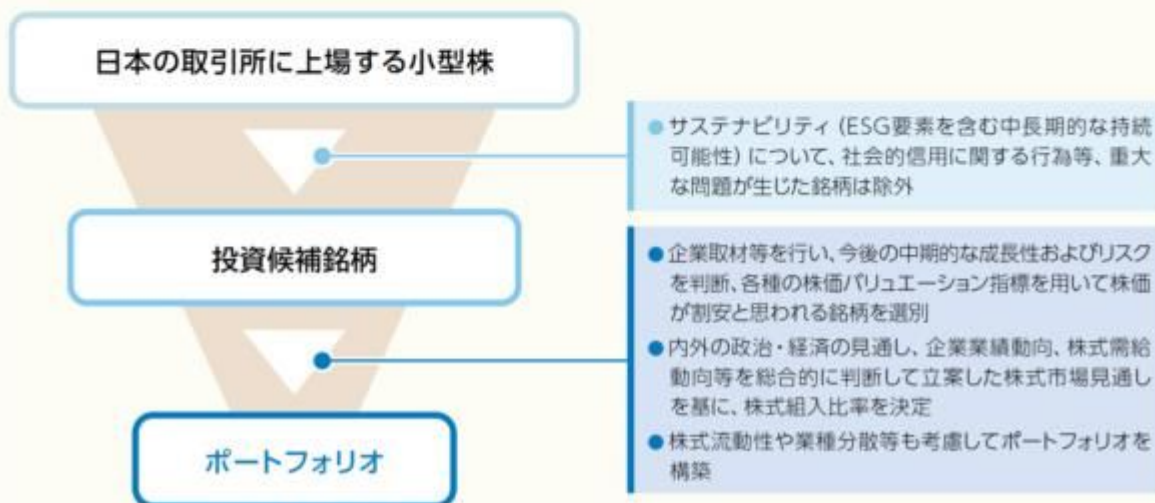 日本の取引所に上場する小型株
●サステナビリティ(ESG要素を含む中長期的な持続
可能性)について、社会的信用に関する行為等、重大
な問題が生じた銘柄は除外
投資候補銘柄
●企業取材等を行い、今後の中期的な成長性およびリスク
を判断、各種の株価バリュエーション指標を用いて株価
が割安と思われる銘柄を選別
●内外の政治・経済の見通し、企業業績動向、株式需給
動向等を総合的に判断して立案した株式市場見通し
を基に、株式組入比率を決定
●株式流動性や業種分散等も考慮してポートフォリオを
構築
ポートフォリオ